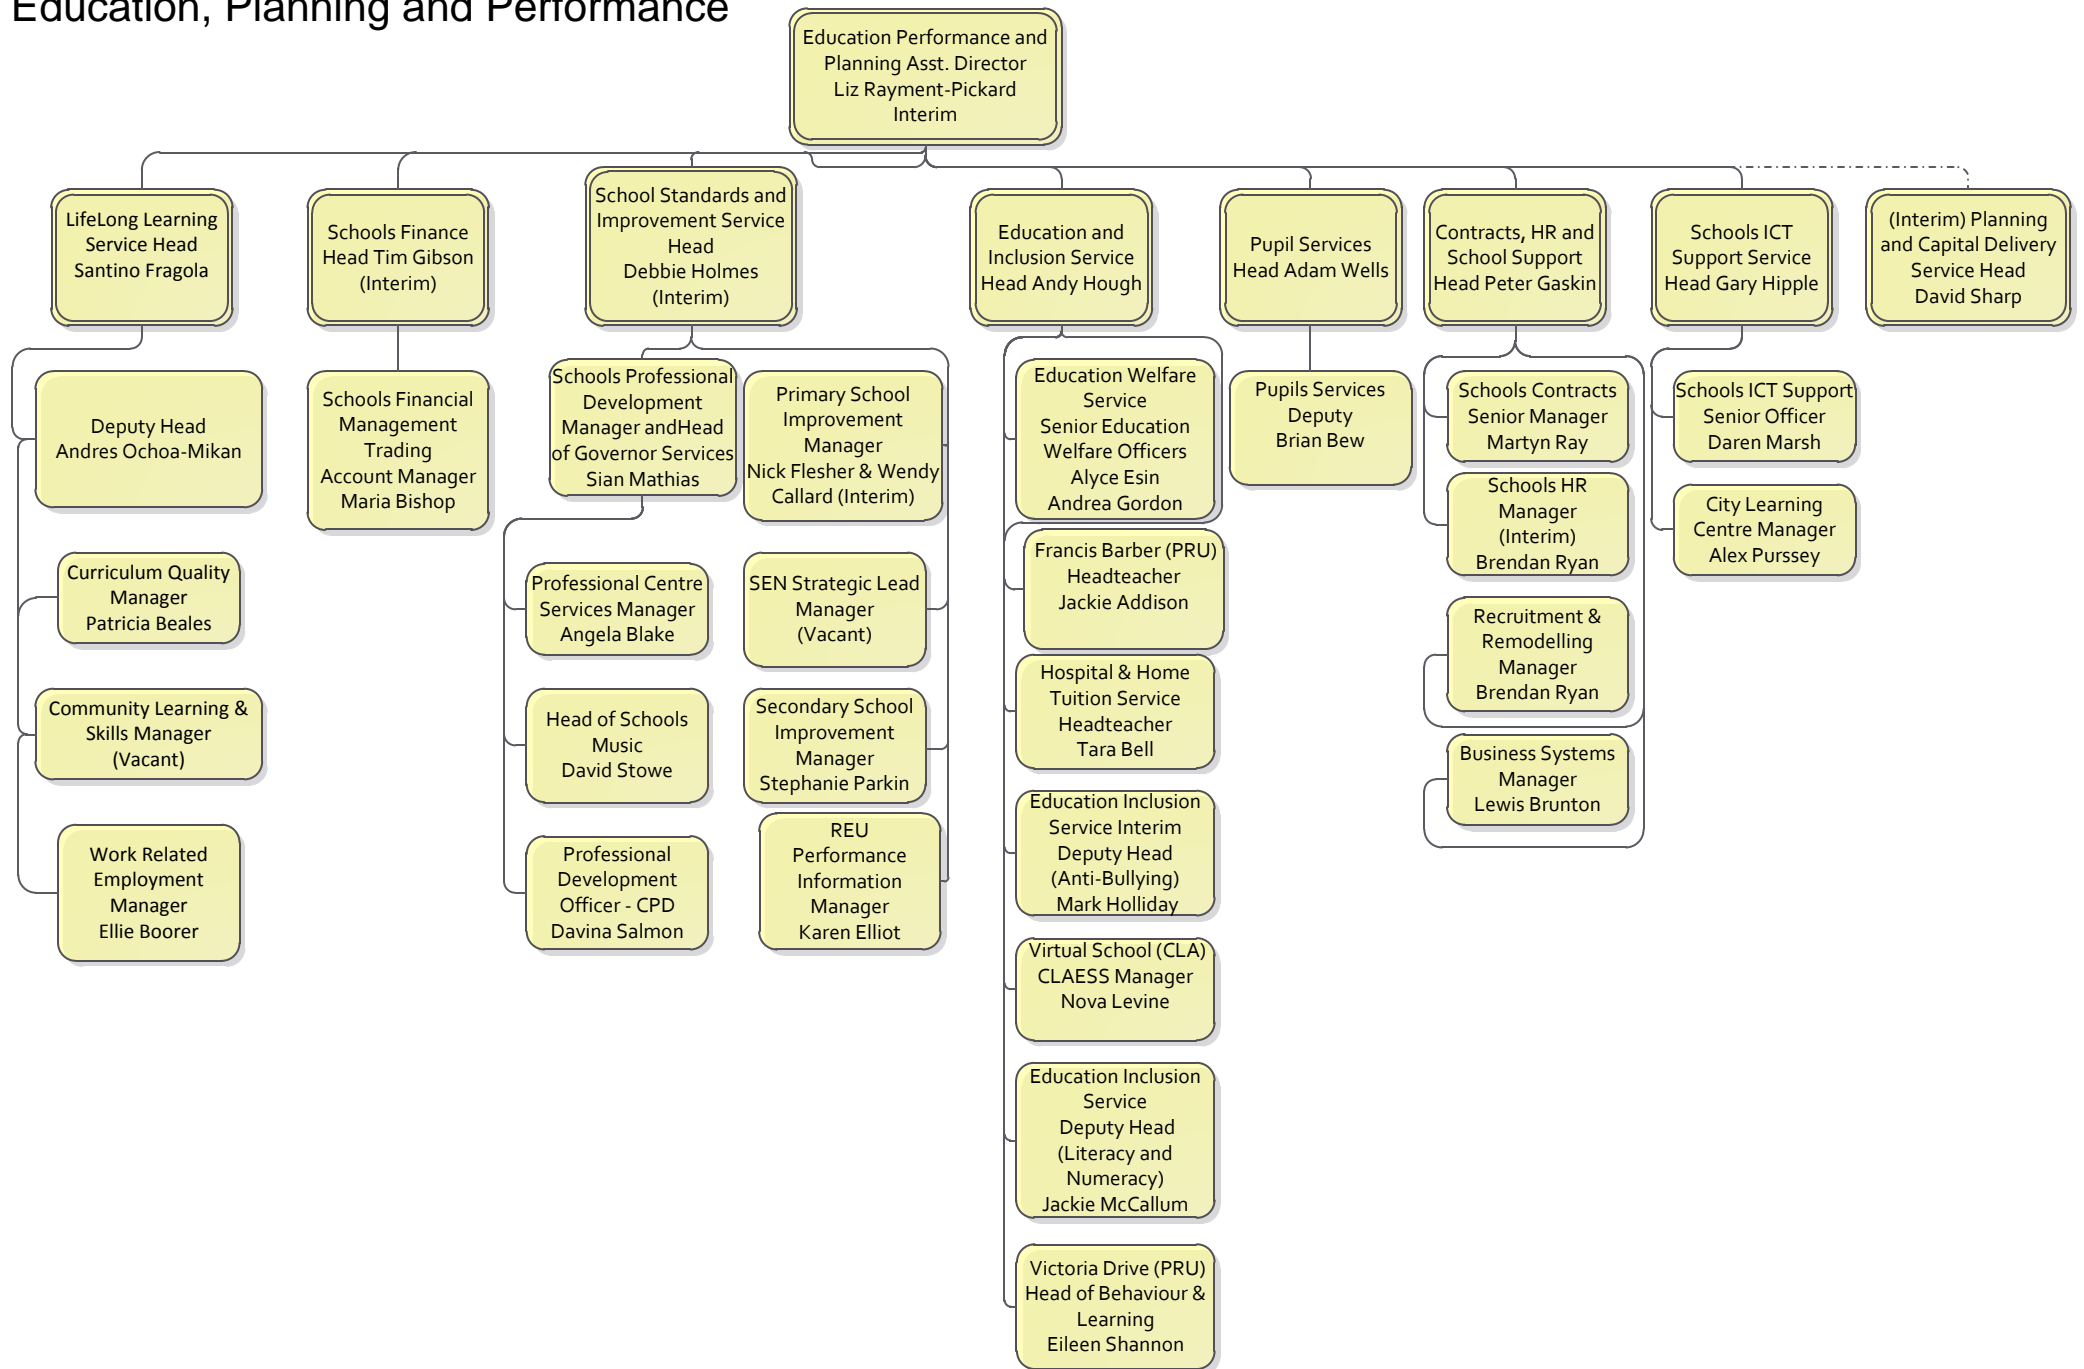 Education, Planning and Performance
Education Performance and
Planning Asst. Director
Liz Rayment-Pickard
Interim
LifeLong Learning
Service Head
Santino Fragola
Schools Finance
Head Tim Gibson
(Interim)
School Standards and
Improvement Service
Head
Debbie Holmes
(Interim)
Education and
Inclusion Service
Head Andy Hough
Pupil Services
Head Adam Wells
Contracts, HR and
School Support
Head Peter Gaskin
Schools ICT
Support Service
Head Gary Hipple
(Interim) Planning
and Capital Delivery
Service Head
David Sharp
Deputy Head
Andres Ochoa-Mikan
Curriculum Quality
Manager
Patricia Beales
Community Learning &
Skills Manager
(Vacant)
Work Related
Employment
Manager
Ellie Boorer
Schools Financial
Management
Trading
Account Manager
Maria Bishop
Schools Professional
Development
Manager andHead
of Governor Services
Sian Mathias
Professional Centre
Services Manager
Angela Blake
Head of Schools
Music
David Stowe
Professional
Development
Officer - CPD
Davina Salmon
Primary School
Improvement
Manager
Nick Flesher & Wendy
Callard (Interim)
SEN Strategic Lead
Manager
(Vacant)
Secondary School
Improvement
Manager
Stephanie Parkin
REU
Performance
Information
Manager
Karen Elliot
Education Welfare
Service
Senior Education
Welfare Officers
Alyce Esin
Andrea Gordon
Francis Barber (PRU)
Headteacher
Jackie Addison
Hospital & Home
Tuition Service
Headteacher
Tara Bell
Education Inclusion
Service Interim
Deputy Head
(Anti-Bullying)
Mark Holliday
Virtual School (CLA)
CLAESS Manager
Nova Levine
Education Inclusion
Service
Deputy Head
(Literacy and
Numeracy)
Jackie McCallum
Victoria Drive (PRU)
Head of Behaviour &
Learning
Eileen Shannon
Pupils Services
Deputy
Brian Bew
Schools Contracts
Senior Manager
Martyn Ray
Schools HR
Manager
(Interim)
Brendan Ryan
Recruitment &
Remodelling
Manager
Brendan Ryan
Business Systems
Manager
Lewis Brunton
Schools ICT Support
Senior Officer
Daren Marsh
City Learning
Centre Manager
Alex Purssey